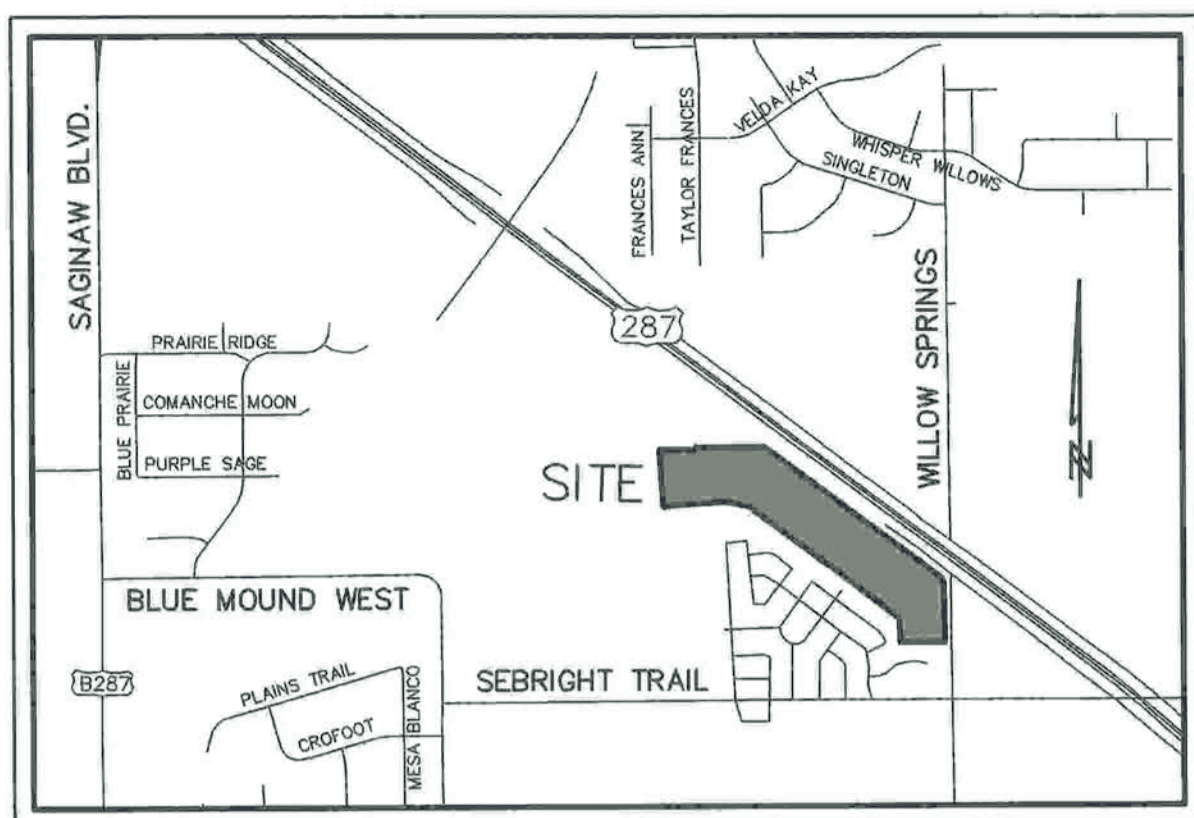 SAGINAW BLVD.
FRANCES ANN
TAYLOR FRANCES
VELDA KAY
WHISPER WILLOWS
SINGLETON
WILLOW SPRINGS
287
PRAIRIE RIDGE
BLUE PRAIRIE
COMANCHE MOON
PURPLE SAGE
SITE
N
BLUE MOUND WEST
B287
PLAINS TRAIL
CROFOOT
MESA BLANCO
SEBRIGHT TRAIL